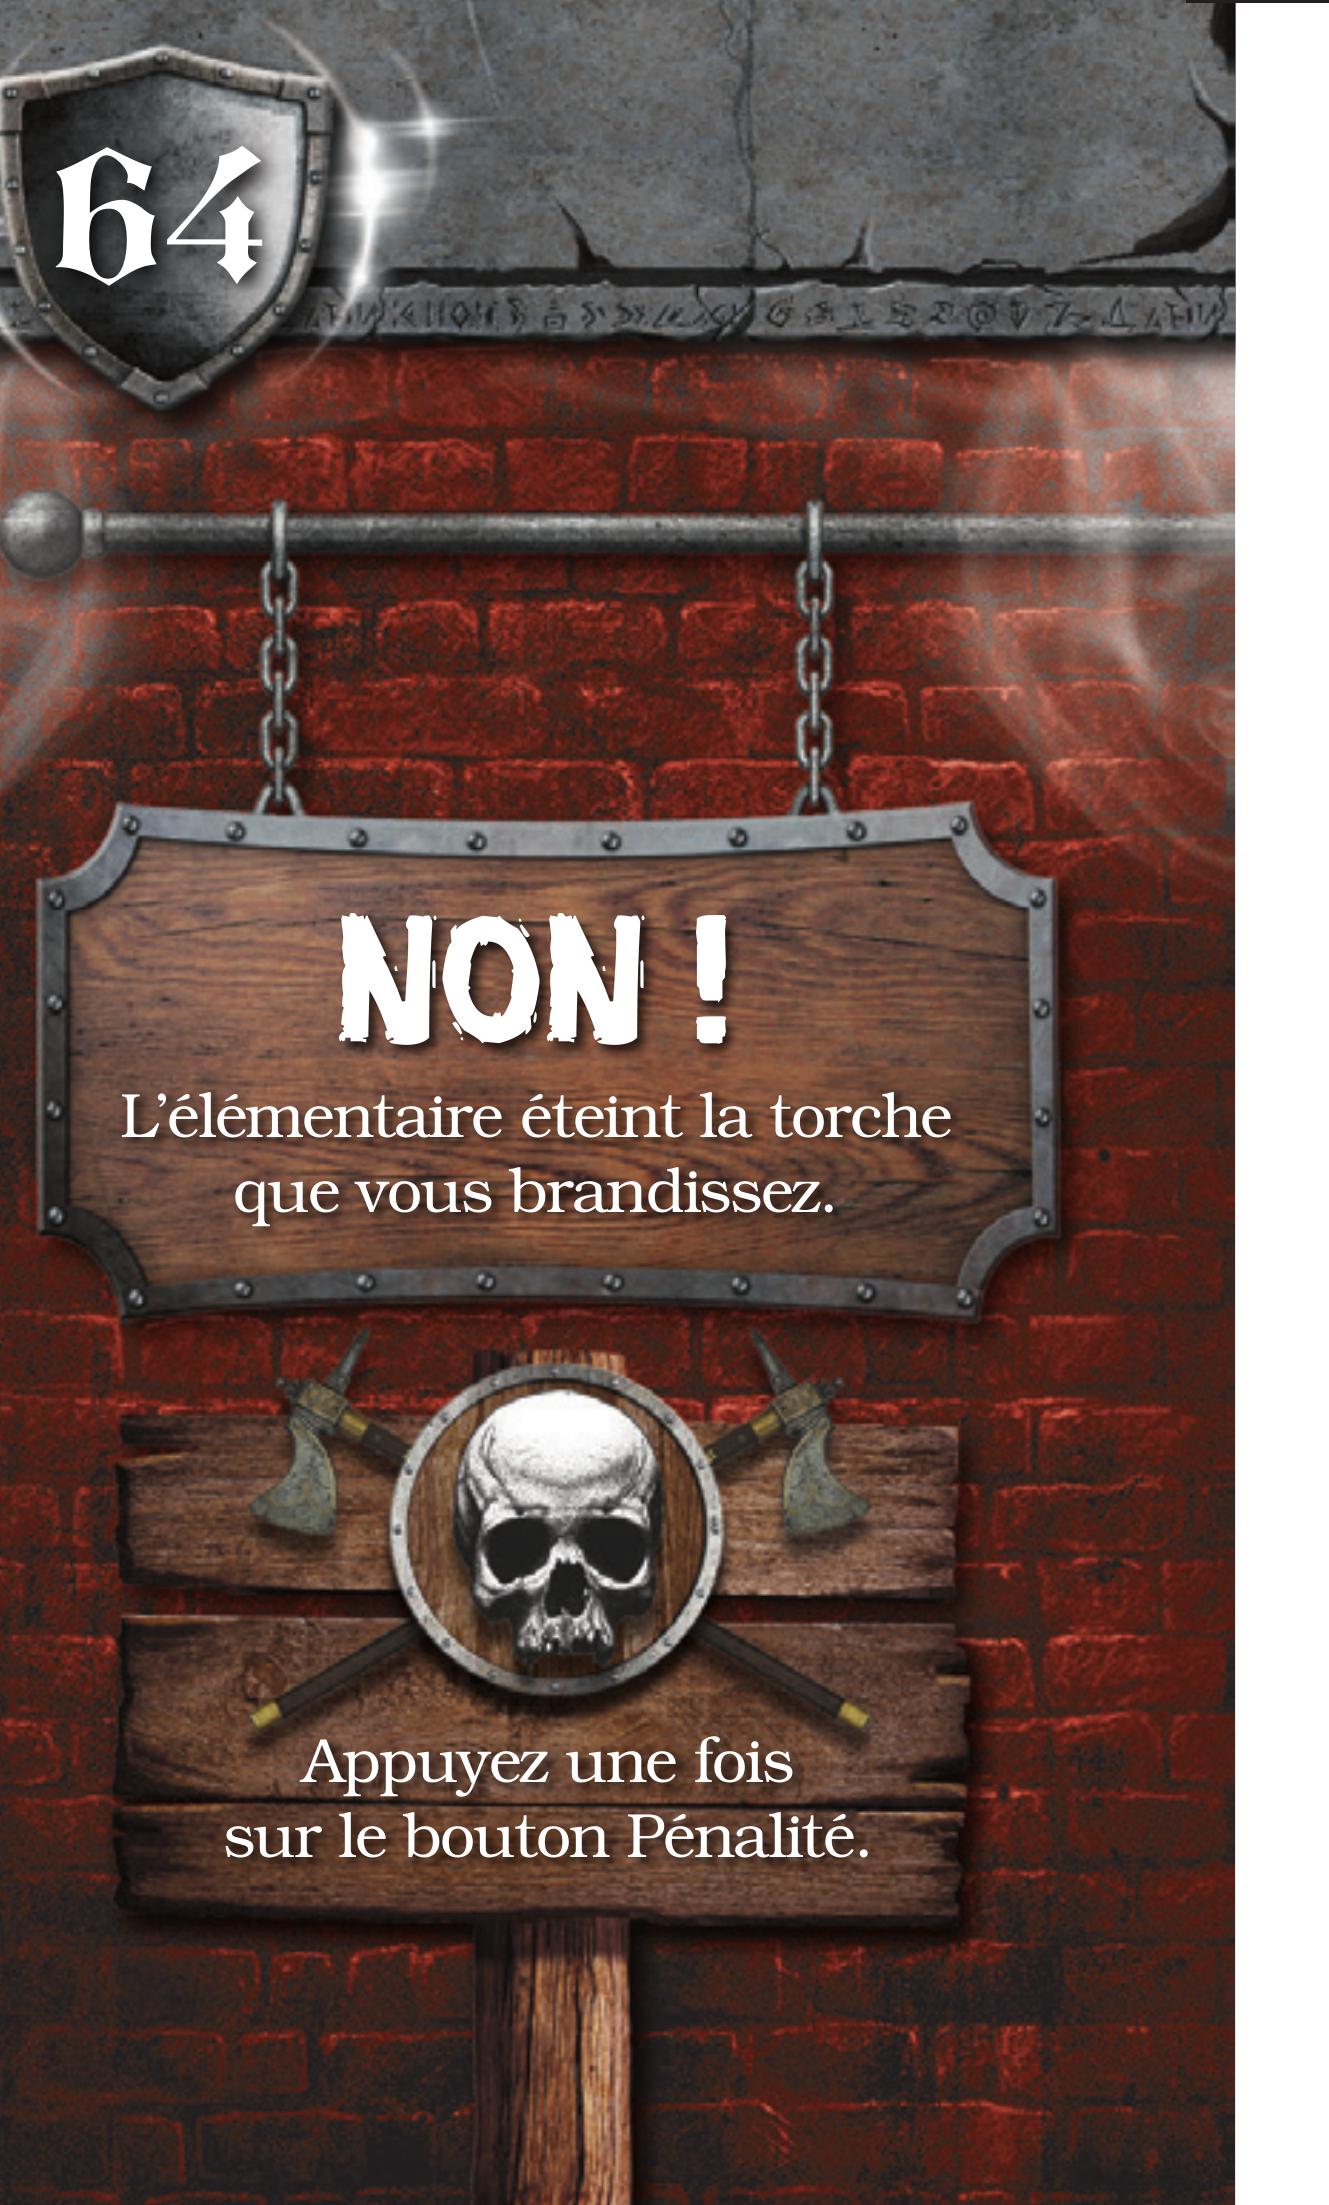 64
NON !
L’élémentaire éteint la torche
que vous brandissez.
Appuyez une fois
sur le bouton Pénalité.